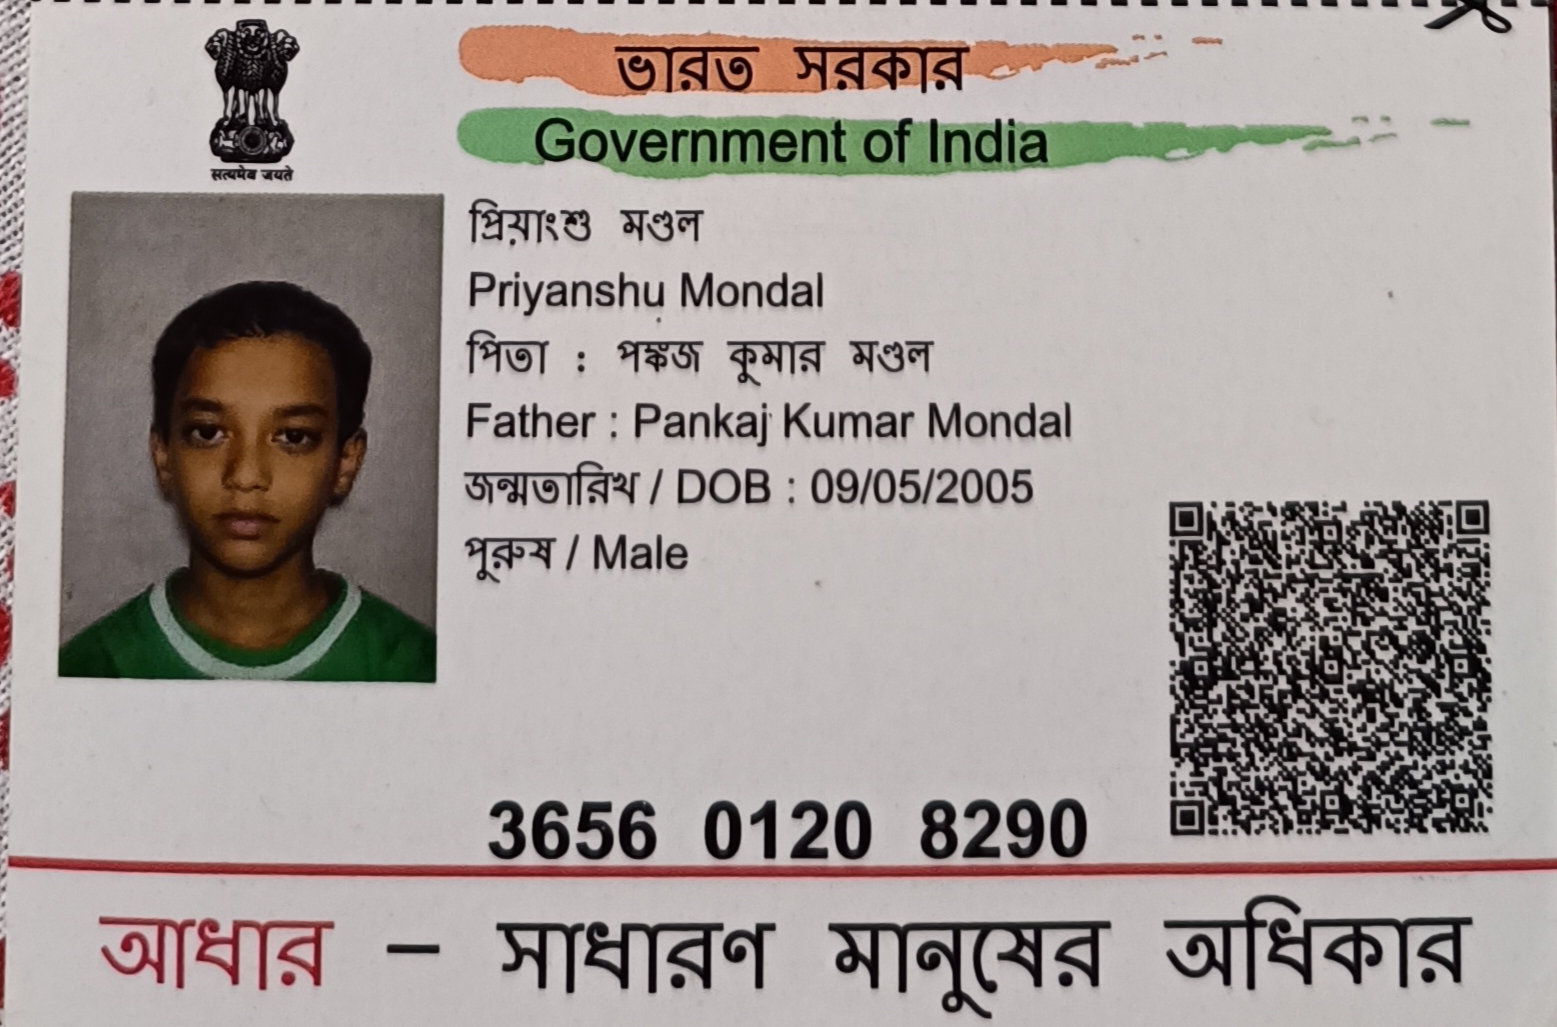 ভারত সরকার
Government of India
सत्यमेव जयते
প্রিয়াংশু মণ্ডল
Priyanshu Mondal
পিতা : পঙ্কজ কুমার মণ্ডল
Father : Pankaj Kumar Mondal
জন্মতারিখ / DOB : 09/05/2005
পুরুষ / Male
3656 0120 8290
আধার – সাধারণ মানুষের অধিকার